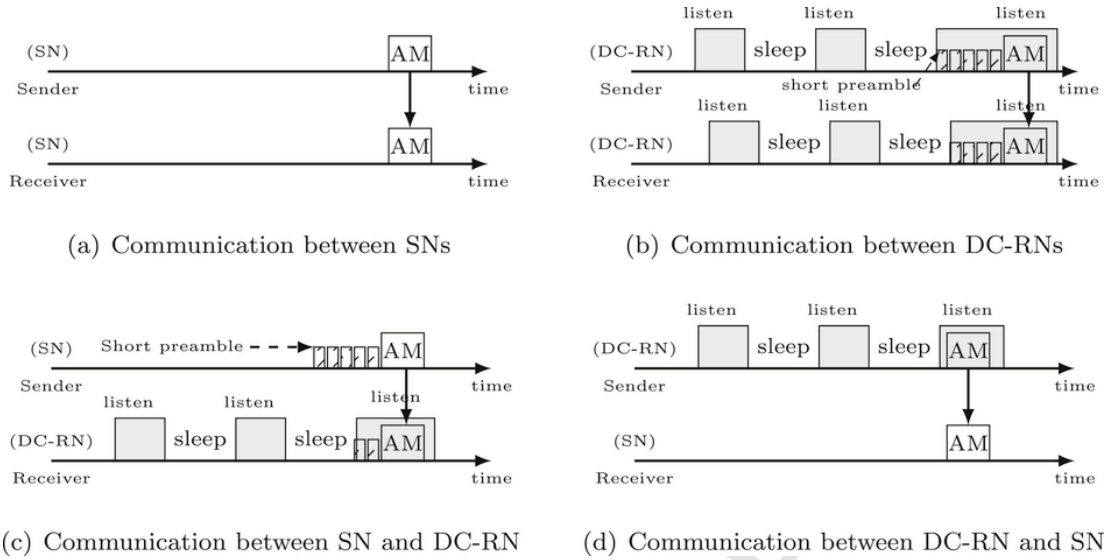 (SN)
AM
Sender
time
(SN)
AM
Receiver
time
(a) Communication between SNs
listen
listen
listen
(DC-RN)
sleep
sleep
AM
Sender
short preamble
time
listen
(DC-RN)
sleep
sleep
AM
Receiver
time
(b) Communication between DC-RNs
(SN)
Short preamble
AM
Sender
time
listen
listen
listen
(DC-RN)
sleep
sleep
AM
Receiver
time
(c) Communication between SN and DC-RN
listen
listen
listen
(DC-RN)
sleep
sleep
AM
Sender
time
(SN)
AM
Receiver
time
(d) Communication between DC-RN and SN